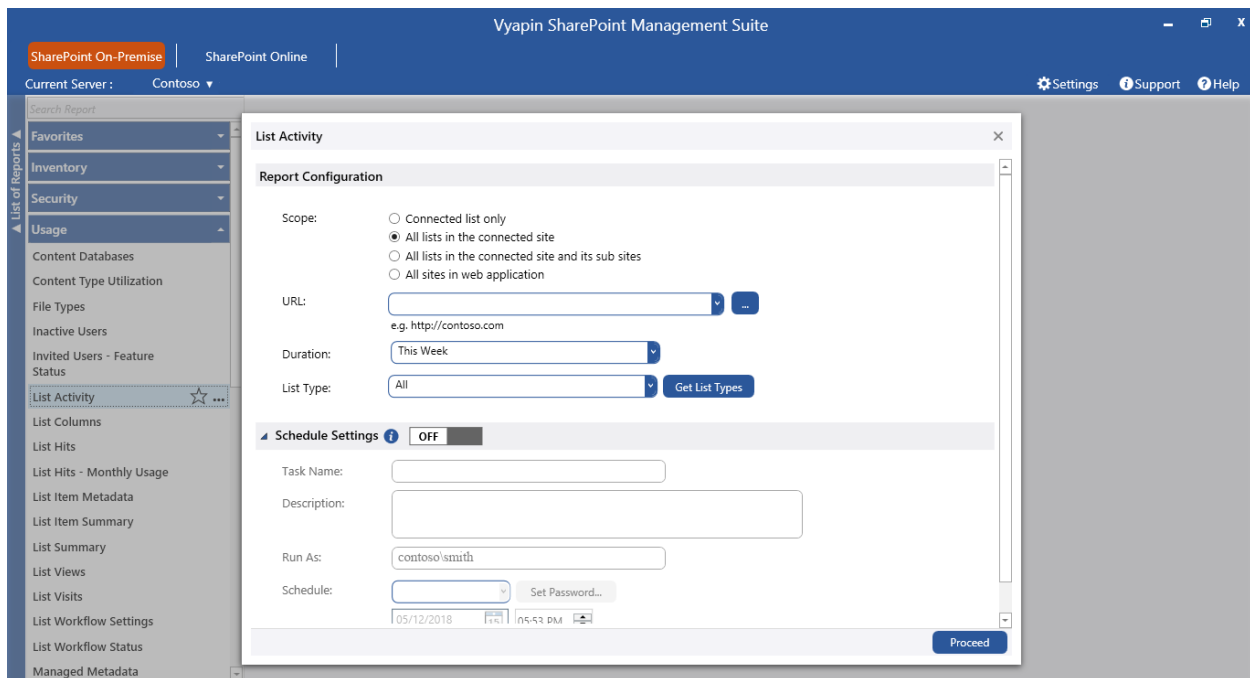 Vyapin SharePoint Management Suite
SharePoint On-Premise
SharePoint Online
Current Server :
Contoso
Settings
Support
Help
Search Report
List of Reports
Favorites
Inventory
Security
Usage
Content Databases
Content Type Utilization
File Types
Inactive Users
Invited Users - Feature
Status
List Activity
...
List Columns
List Hits
List Hits - Monthly Usage
List Item Metadata
List Item Summary
List Summary
List Views
List Visits
List Workflow Settings
List Workflow Status
Managed Metadata
List Activity
Report Configuration
Scope:
Connected list only
All lists in the connected site
All lists in the connected site and its sub sites
All sites in web application
URL:
...
e.g. http://contoso.com
Duration:
This Week
List Type:
All
Get List Types
Schedule Settings
OFF
Task Name:
Description:
Run As:
contoso\smith
Schedule:
Set Password...
05/12/2018
15
05:53 PM
Proceed